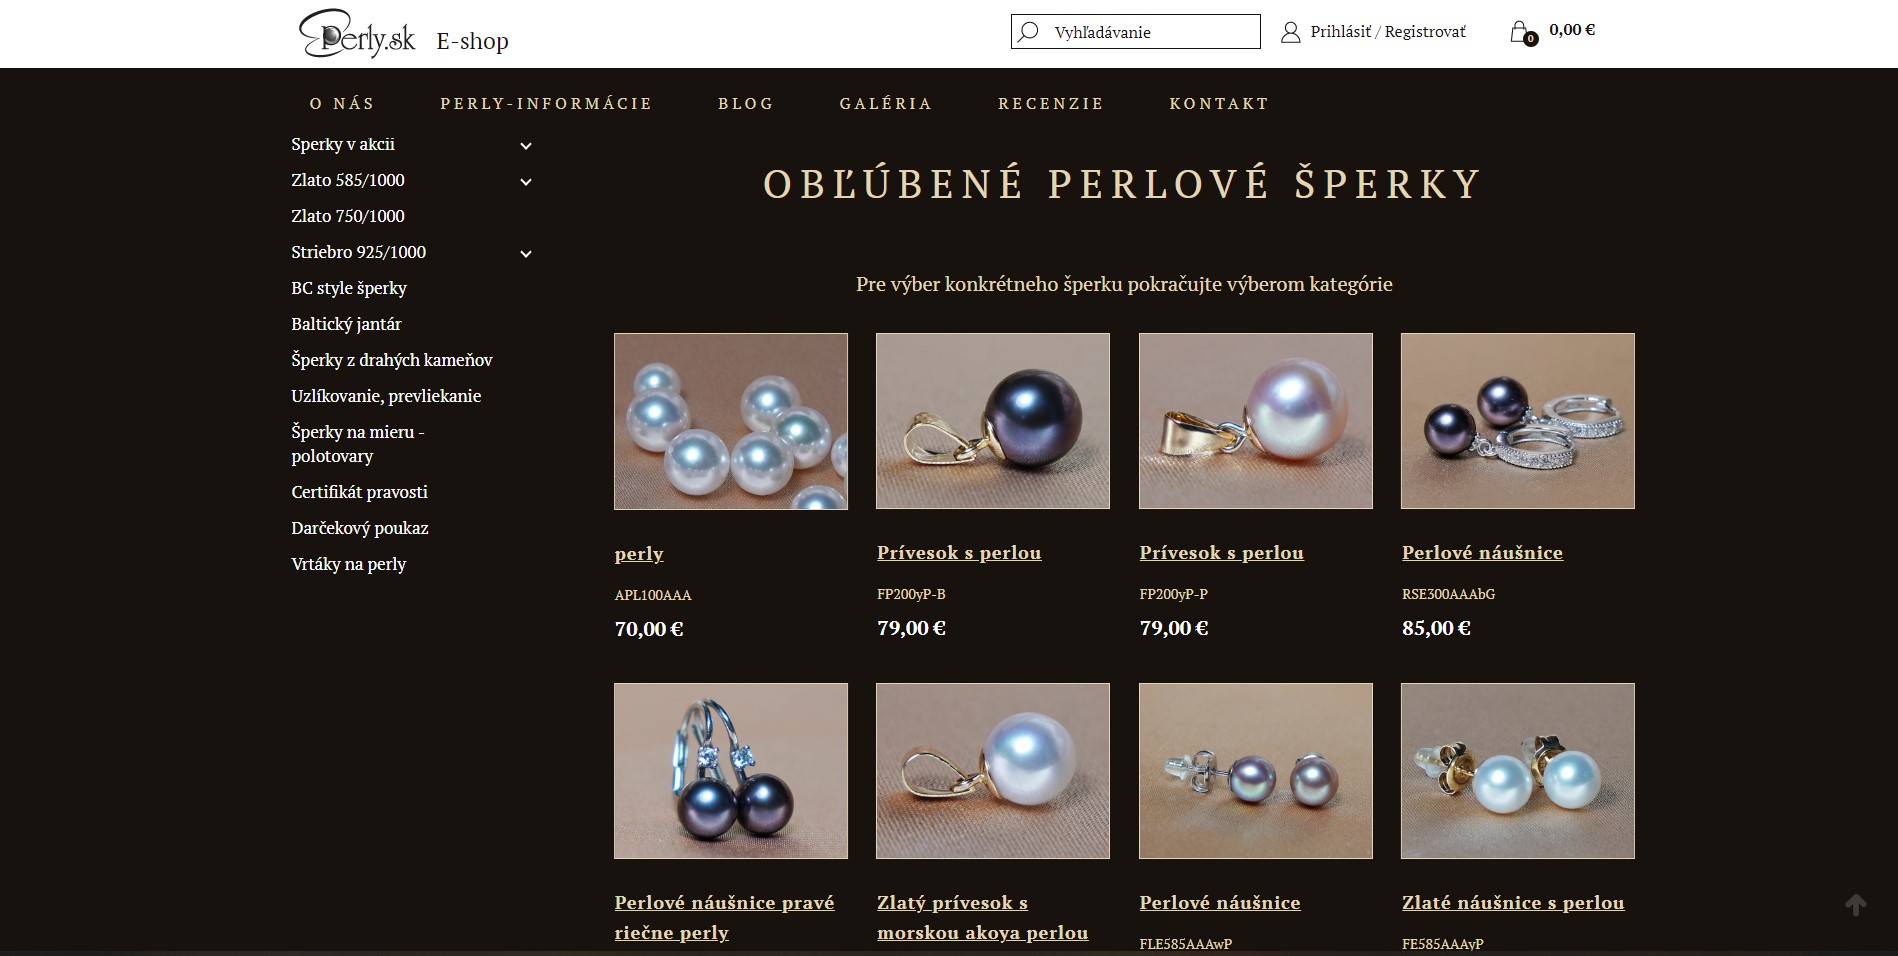 Perly.sk E-shop
Vyhľadávanie
Prihlásiť / Registrovať
0
0,00 €
O NÁS
PERLY-INFORMÁCIE
BLOG
GALÉRIA
RECENZIE
KONTAKT
Šperky v akcii
Zlato 585/1000
Zlato 750/1000
Striebro 925/1000
BC style šperky
Baltický jantár
Šperky z drahých kameňov
Uzlíkovanie, prevliekanie
Šperky na mieru -
polotovary
Certifikát pravosti
Darčekový poukaz
Vrtáky na perly
OBĽÚBENÉ PERLOVÉ ŠPERKY
Pre výber konkrétneho šperku pokračujte výberom kategórie
perly
APL100AAA
70,00 €
Prívesok s perlou
FP200yP-B
79,00 €
Prívesok s perlou
FP200yP-P
79,00 €
Perlové náušnice
RSE300AAAbG
85,00 €
Perlové náušnice pravé
riečne perly
Zlatý prívesok s
morskou akoya perlou
Perlové náušnice
FLE585AAAwP
Zlaté náušnice s perlou
FE585AAAyP